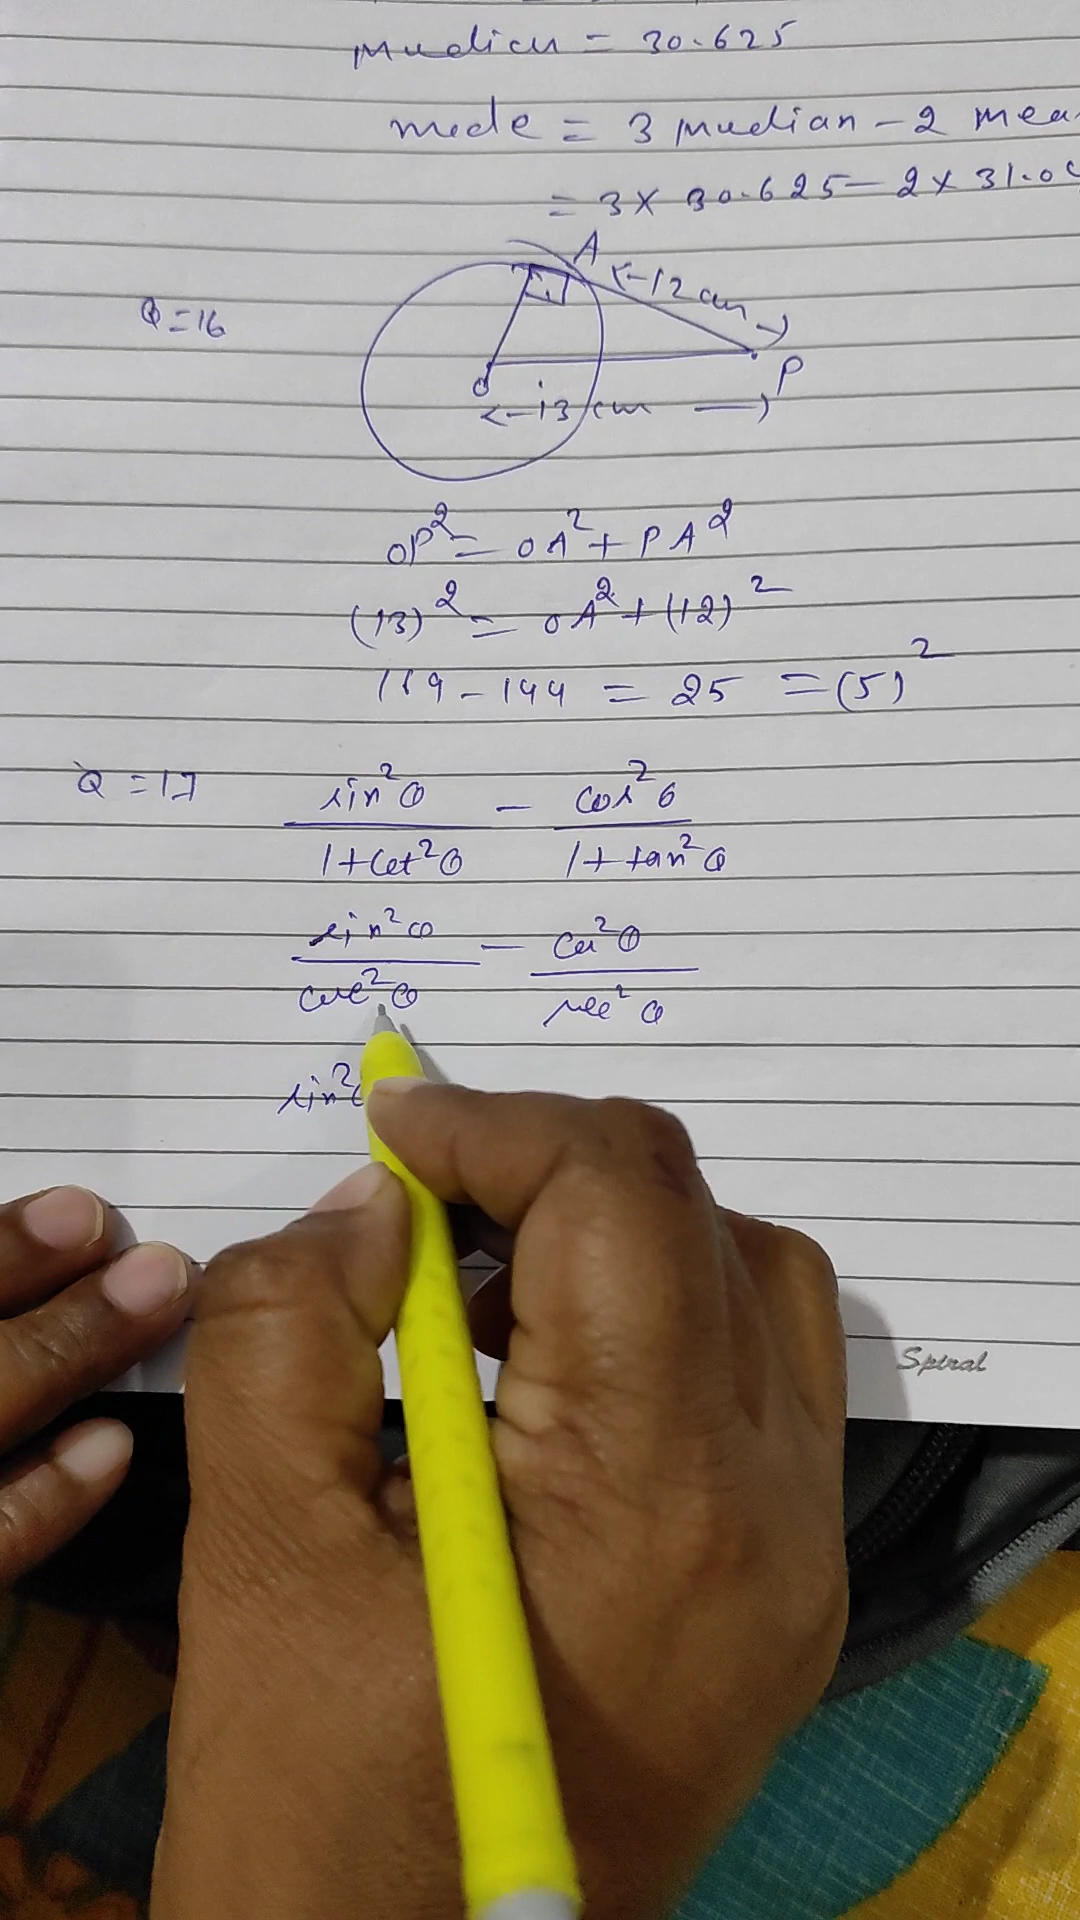 median = 30.625
mode = 3 median - 2 mea
= 3 × 30.625 - 2 × 31.0
Q=16
A
<-12 cm ->
O
P
<-13 cm ->
OP² = OA² + PA²
(13)² = OA² + (12)²
169 - 144 = 25 = (5)²
Q = 17
sin²θ / 1+cot²θ - cos²θ / 1+tan²θ
sin²θ / cosec²θ - cos²θ / sec²θ
sin²
Spiral